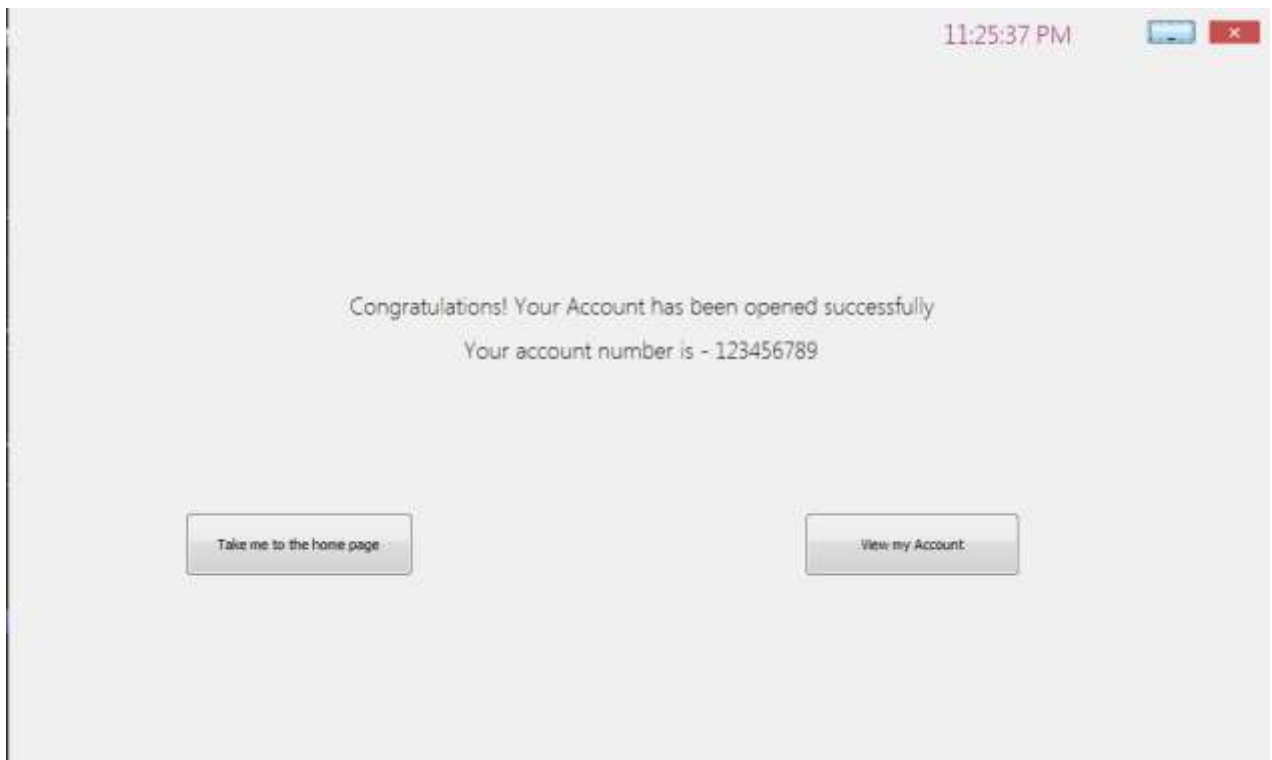 11:25:37 PM
Congratulations! Your Account has been opened successfully
Your account number is - 123456789
Take me to the home page
View my Account